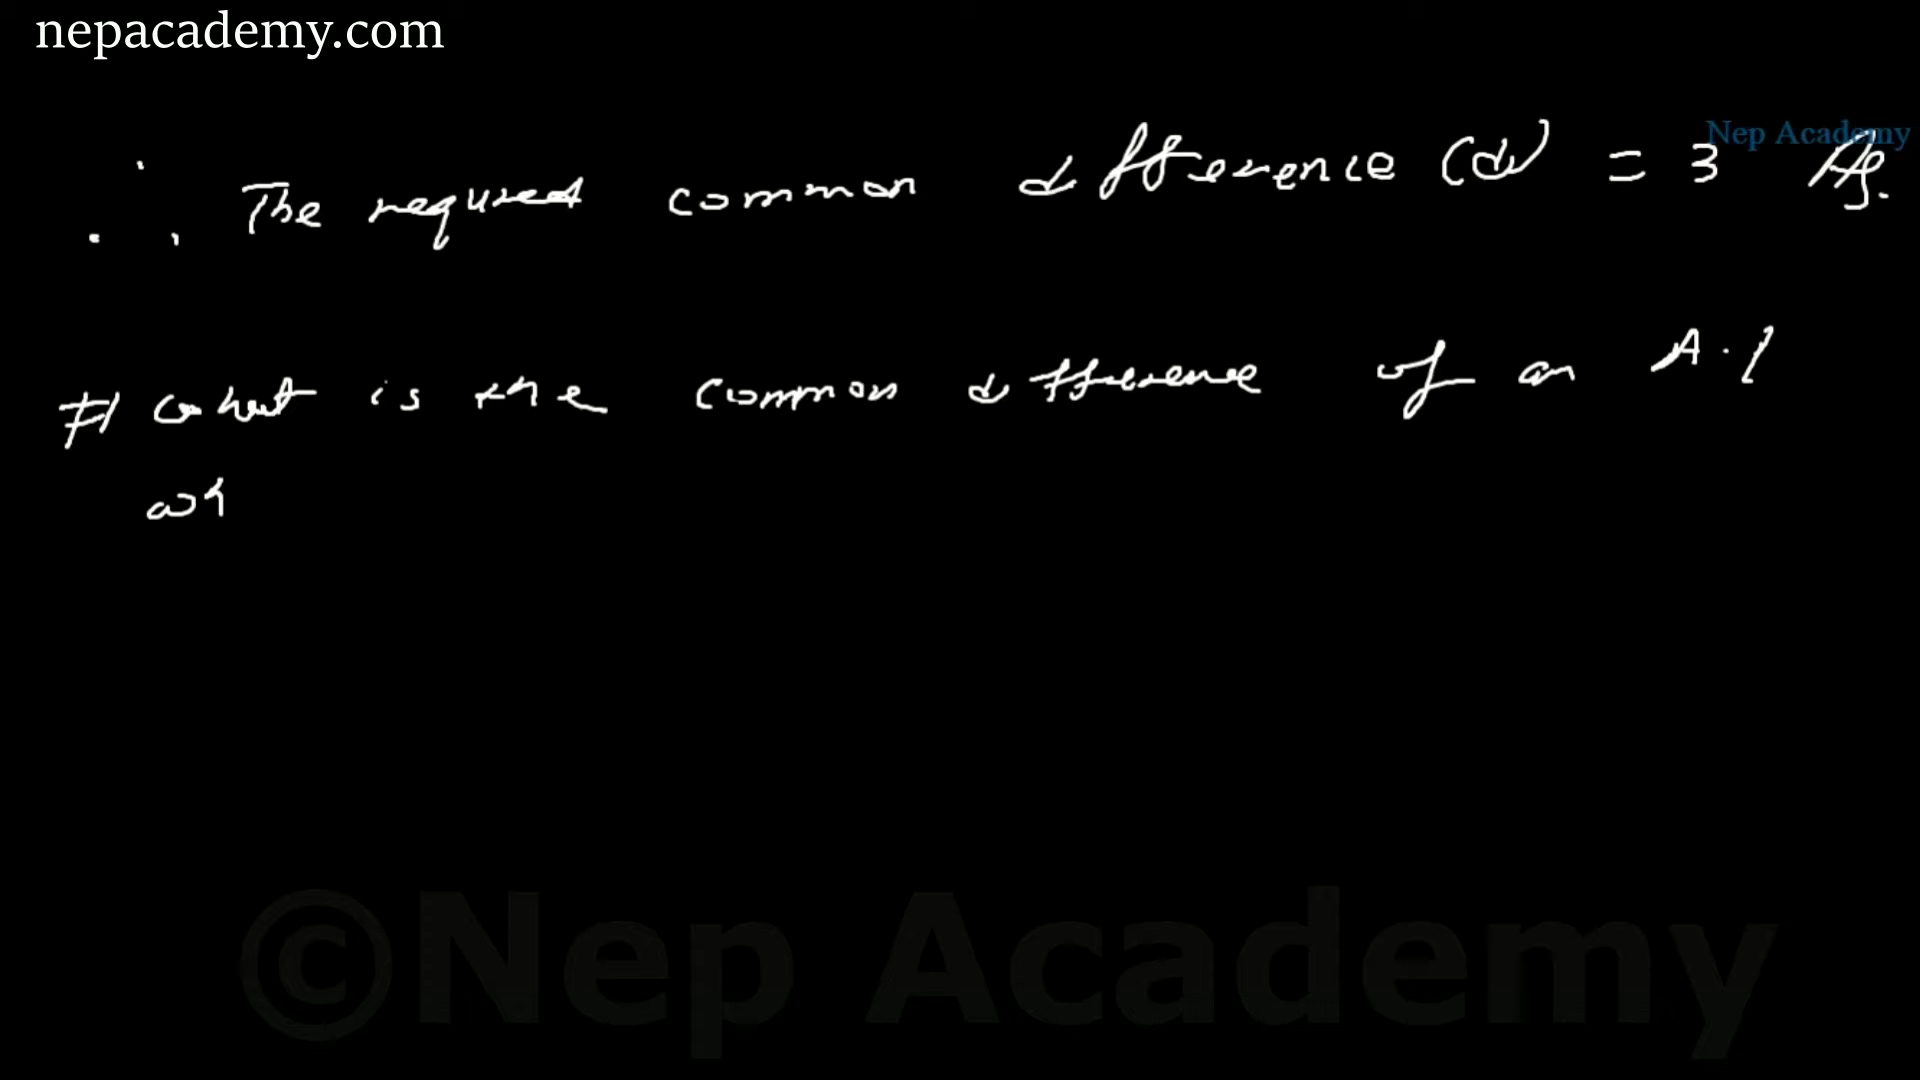 nepacademy.com
Nep Academy
∴ The required common difference (d) = 3 Ans.
# what is the common difference of an A.P
wh
©Nep Academy